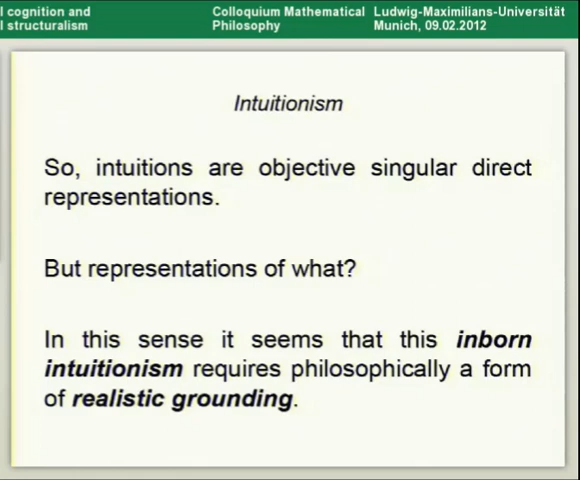 l cognition and
l structuralism
Colloquium Mathematical
Philosophy
Ludwig-Maximilians-Universität
Munich, 09.02.2012
Intuitionism
So, intuitions are objective singular direct
representations.
But representations of what?
In this sense it seems that this inborn
intuitionism requires philosophically a form
of realistic grounding.